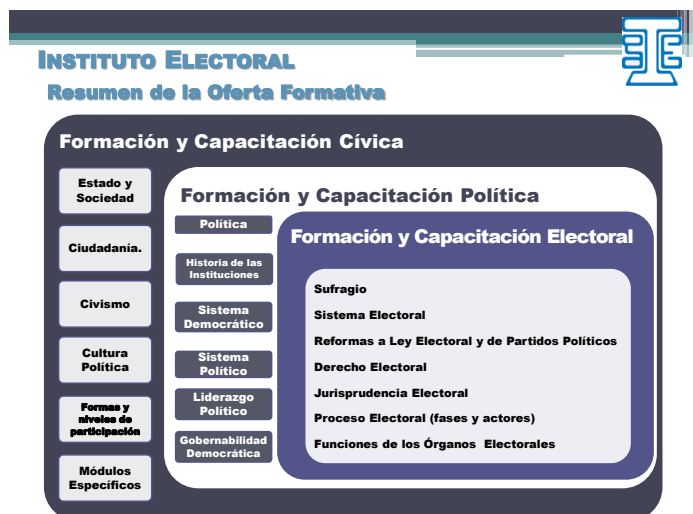 INSTITUTO ELECTORAL
Resumen de la Oferta Formativa
Formación y Capacitación Cívica
Estado y
Sociedad
Ciudadanía.
Civismo
Cultura
Política
Formas y
niveles de
participación
Módulos
Específicos
Formación y Capacitación Política
Política
Historia de las
Instituciones
Sistema
Democrático
Sistema
Político
Liderazgo
Político
Gobernabilidad
Democrática
Formación y Capacitación Electoral
Sufragio
Sistema Electoral
Reformas a Ley Electoral y de Partidos Políticos
Derecho Electoral
Jurisprudencia Electoral
Proceso Electoral (fases y actores)
Funciones de los Órganos  Electorales